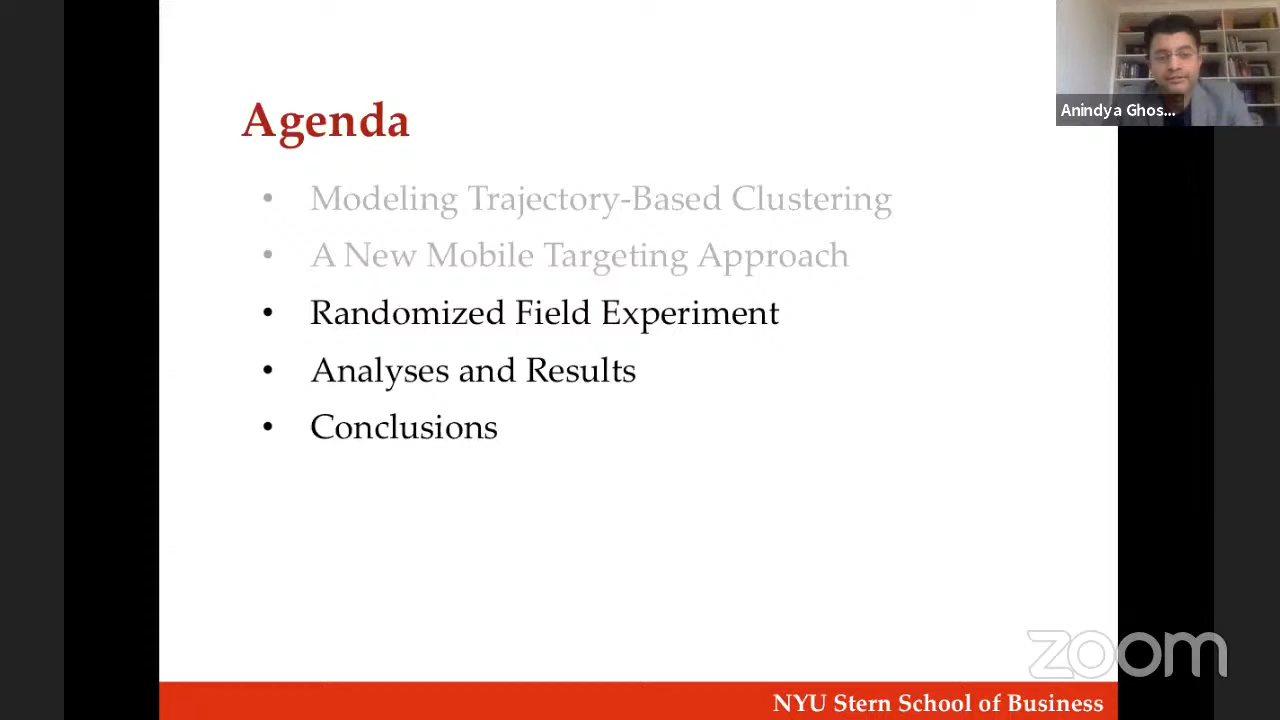 Anindya Ghos...
Agenda
• Modeling Trajectory-Based Clustering
• A New Mobile Targeting Approach
• Randomized Field Experiment
• Analyses and Results
• Conclusions
zoom
NYU Stern School of Business